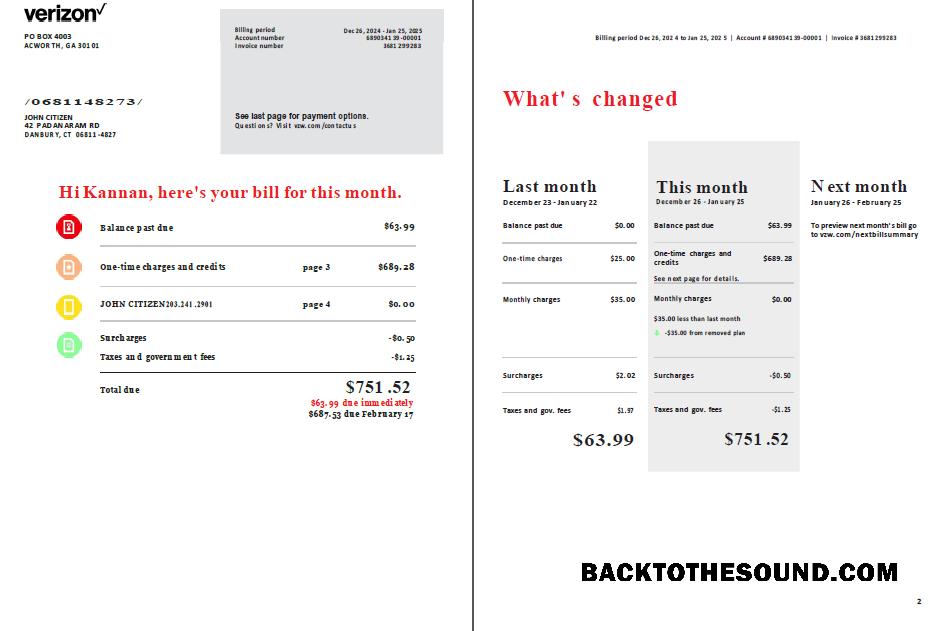 verizon✓
PO BOX 4003
ACWORTH, GA 30101
Billing period Dec 26, 2024 - Jan 25, 2025
Account number 689034139-00001
Invoice number 3681299283
/0681148273/
JOHN CITIZEN
42 PADANARAM RD
DANBURY, CT 06811-4827
See last page for payment options.
Questions? Visit vzw.com/contactus
Hi Kannan, here's your bill for this month.
Balance past due $63.99
One-time charges and credits page 3 $689.28
JOHN CITIZEN203.241.2901 page 4 $0.00
Surcharges -$0.50
Taxes and government fees -$1.25
Total due $751.52
$63.99 due immediately
$687.53 due February 17
Billing period Dec 26, 2024 to Jan 25, 2025 | Account # 689034139-00001 | Invoice # 3681299283
What's changed
Last month
December 23 - January 22
Balance past due $0.00
One-time charges $25.00
Monthly charges $35.00
Surcharges $2.02
Taxes and gov. fees $1.97
$63.99
This month
December 26 - January 25
Balance past due $63.99
One-time charges and
credits $689.28
See next page for details.
Monthly charges $0.00
$35.00 less than last month
-$35.00 from removed plan
Surcharges -$0.50
Taxes and gov. fees -$1.25
$751.52
Next month
January 26 - February 25
To preview next month's bill go
to vzw.com/nextbillsummary
BACKTOTHESOUND.COM
2